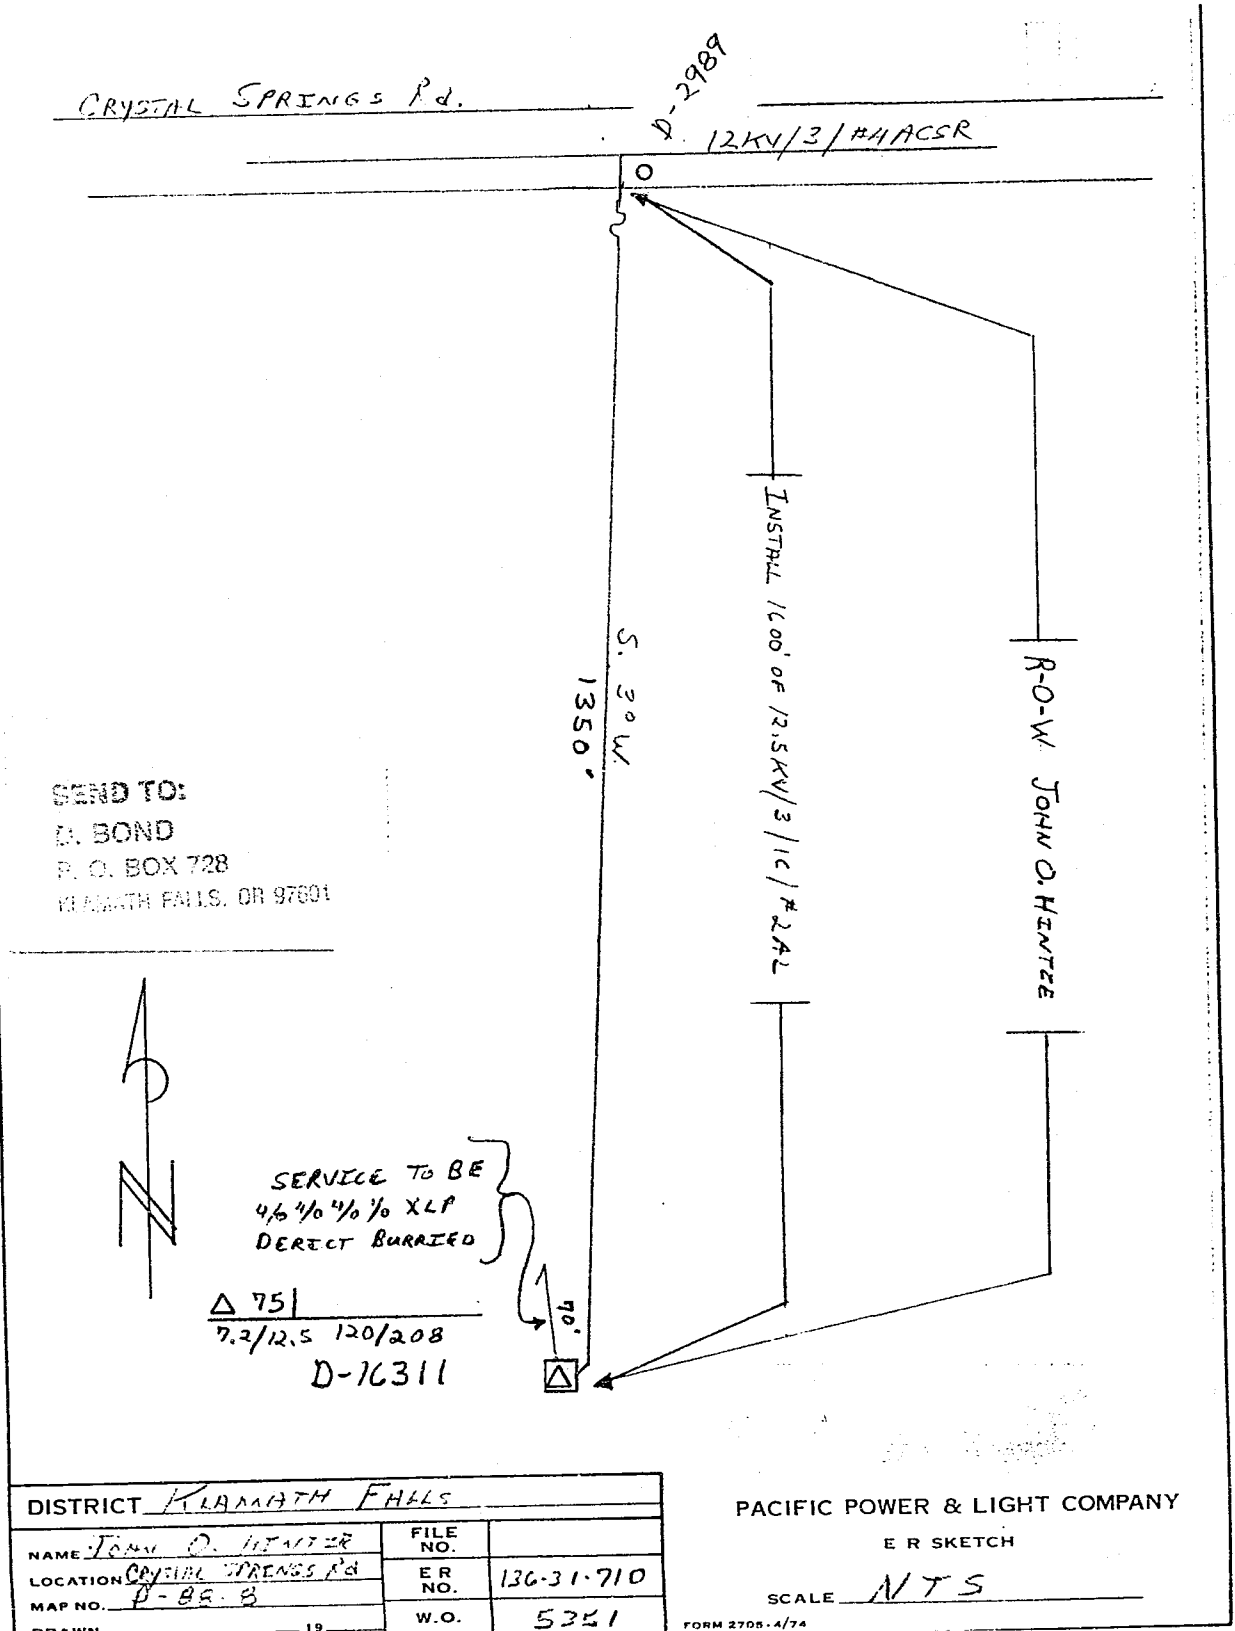 CRYSTAL SPRINGS Rd.
D-2989
12KV/3/#4ACSR
INSTALL 1600' OF 12.5KV/3/1C/#2AL
R-O-W JOHN O. HINTZE
S. 3° W.
1350'
SEND TO:
D. BOND
P. O. BOX 728
KLAMATH FALLS, OR 97601
N
SERVICE TO BE
4/0 4/0 4/0 XLP
DERECT BURRIED
△ 75
7.2/12.5 120/208
D-16311
70'
DISTRICT KLAMATH FALLS
NAME JOHN O. HINTZE
LOCATION CRYSTAL SPRINGS Rd
MAP NO.
DRAWN 19
FILE NO.
E R NO. 136-31-710
W.O. 5351
PACIFIC POWER & LIGHT COMPANY
E R SKETCH
SCALE NTS
FORM 2705-4/74